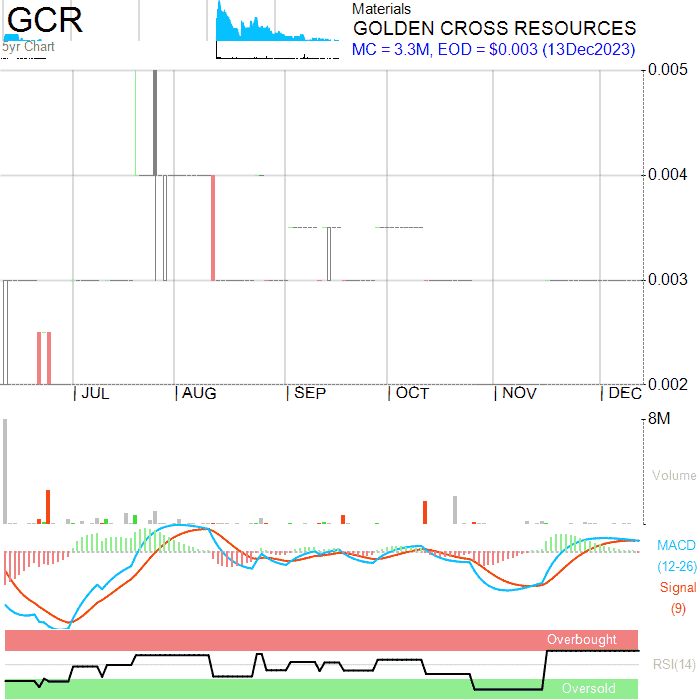 GCR
5yr Chart
Materials
GOLDEN CROSS RESOURCES
MC = 3.3M, EOD = $0.003 (13Dec2023)
0.005
0.004
0.003
0.002
JUL
AUG
SEP
OCT
NOV
DEC
8M
Volume
MACD
(12-26)
Signal
(9)
Overbought
RSI(14)
Oversold